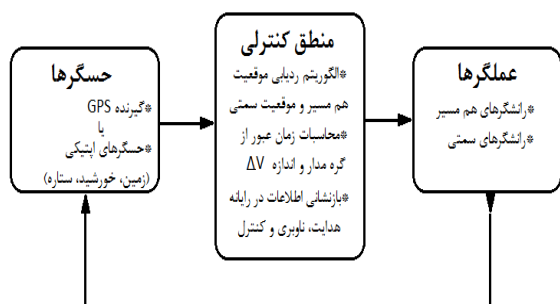 حسگرها
*گیرنده GPS
یا
*حسگرهای اپتیکی
(زمین، خورشید، ستاره)
منطق کنترلی
*الگوریتم ردیابی موقعیت
هم مسیر و موقعیت سمتی
*محاسبات زمان عبور از
گره مدار و اندازه ΔV
*بازنشانی اطلاعات در رایانه
هدایت، ناوبری و کنترل
عملگرها
*رانشگرهای هم مسیر
*رانشگرهای سمتی